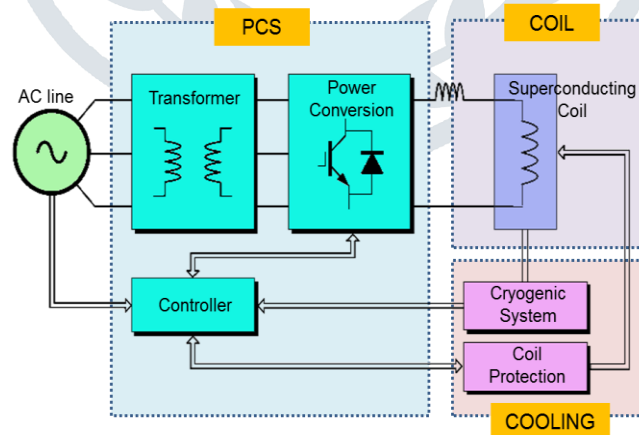 PCS
COIL
AC line
Transformer
Power
Conversion
Superconducting
Coil
Controller
Cryogenic
System
Coil
Protection
COOLING